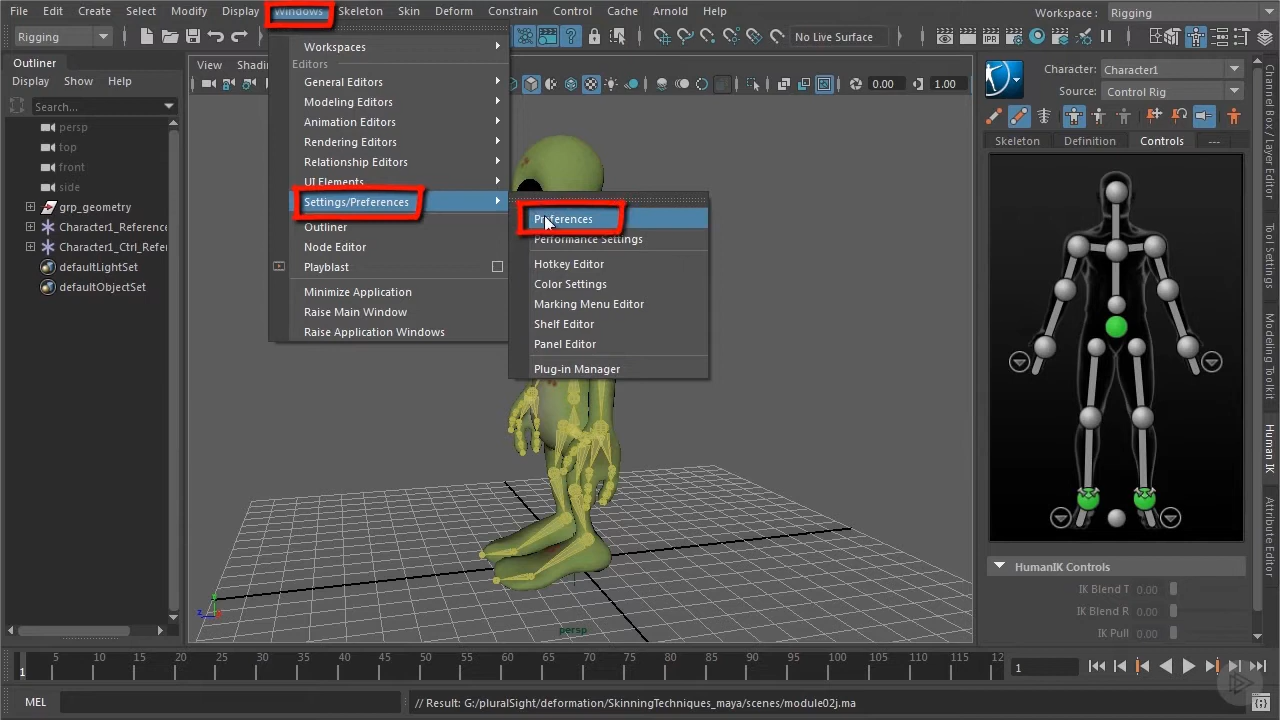 File Edit Create Select Modify Display Windows Skeleton Skin Deform Constrain Control Cache Arnold Help Workspace : Rigging
Rigging No Live Surface
Outliner
Display Show Help
Search...
persp
top
front
side
grp_geometry
Character1_Reference
Character1_Ctrl_Refer
defaultLightSet
defaultObjectSet
View Shadi
0.00 1.00
Workspaces
Editors
General Editors
Modeling Editors
Animation Editors
Rendering Editors
Relationship Editors
UI Elements
Settings/Preferences
Outliner
Node Editor
Playblast
Minimize Application
Raise Main Window
Raise Application Windows
Preferences
Performance Settings
Hotkey Editor
Color Settings
Marking Menu Editor
Shelf Editor
Panel Editor
Plug-in Manager
persp
z
Character: Character1
Source: Control Rig
Skeleton Definition Controls ---
HumanIK Controls
IK Blend T 0.00
IK Blend R 0.00
IK Pull 0.00
Channel Box / Layer Editor
Tool Settings
Modeling Toolkit
Human IK
Attribute Editor
5 10 15 20 25 30 35 40 45 50 55 60 65 70 75 80 85 90 95 100 105 110 115 12
1
1
MEL // Result: G:/pluralSight/deformation/SkinningTechniques_maya/scenes/module02j.ma